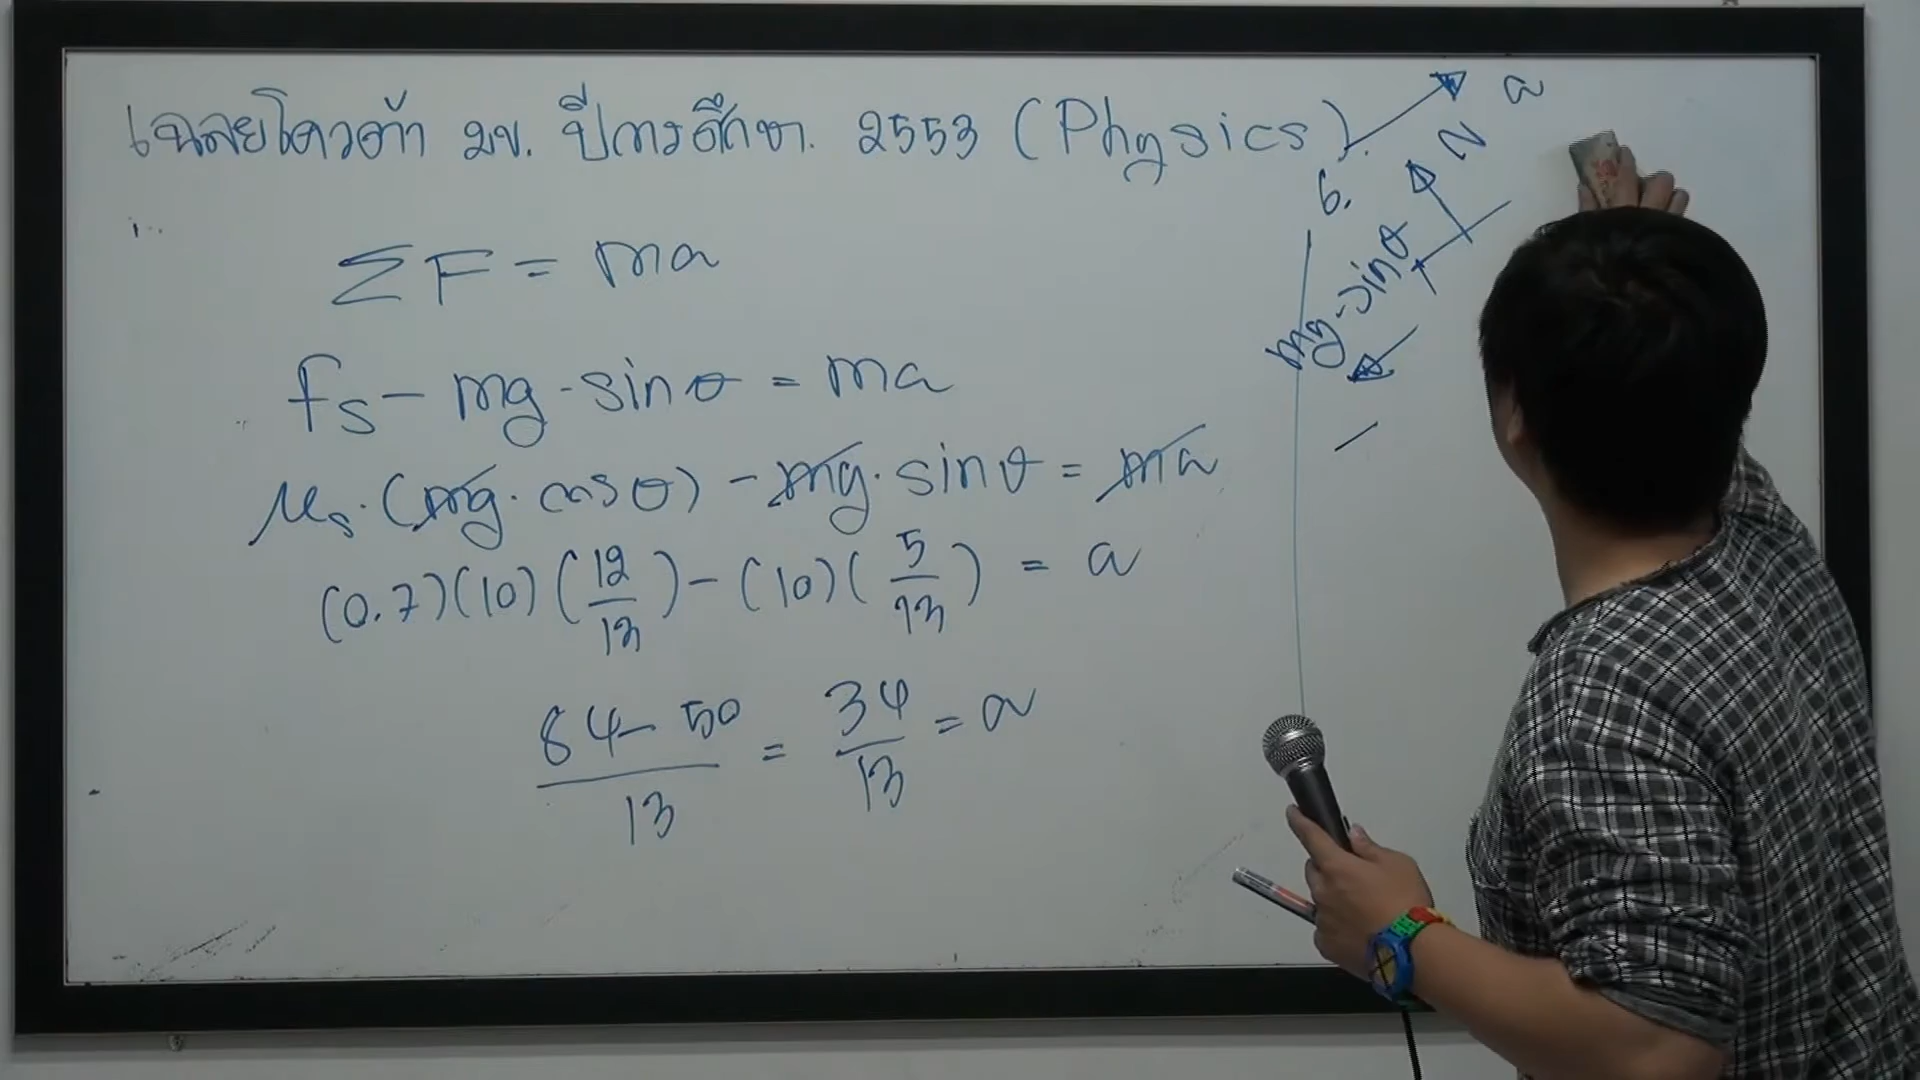 เฉลยโควต้า มข. ปีการศึกษา. 2553 (Physics).
ΣF = ma
fs - mg·sinθ = ma
μs·(mg·cosθ) - mg·sinθ = ma
(0.7)(10)(12/13) - (10)(5/13) = a
84-50/13 = 34/13 = a
6.
a
N
mg·sinθ